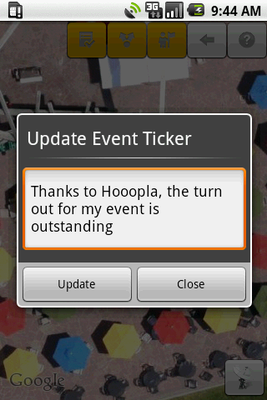 3G
9:44 AM
?
Update Event Ticker
Thanks to Hooopla, the turn
out for my event is
outstanding
Update
Close
Google